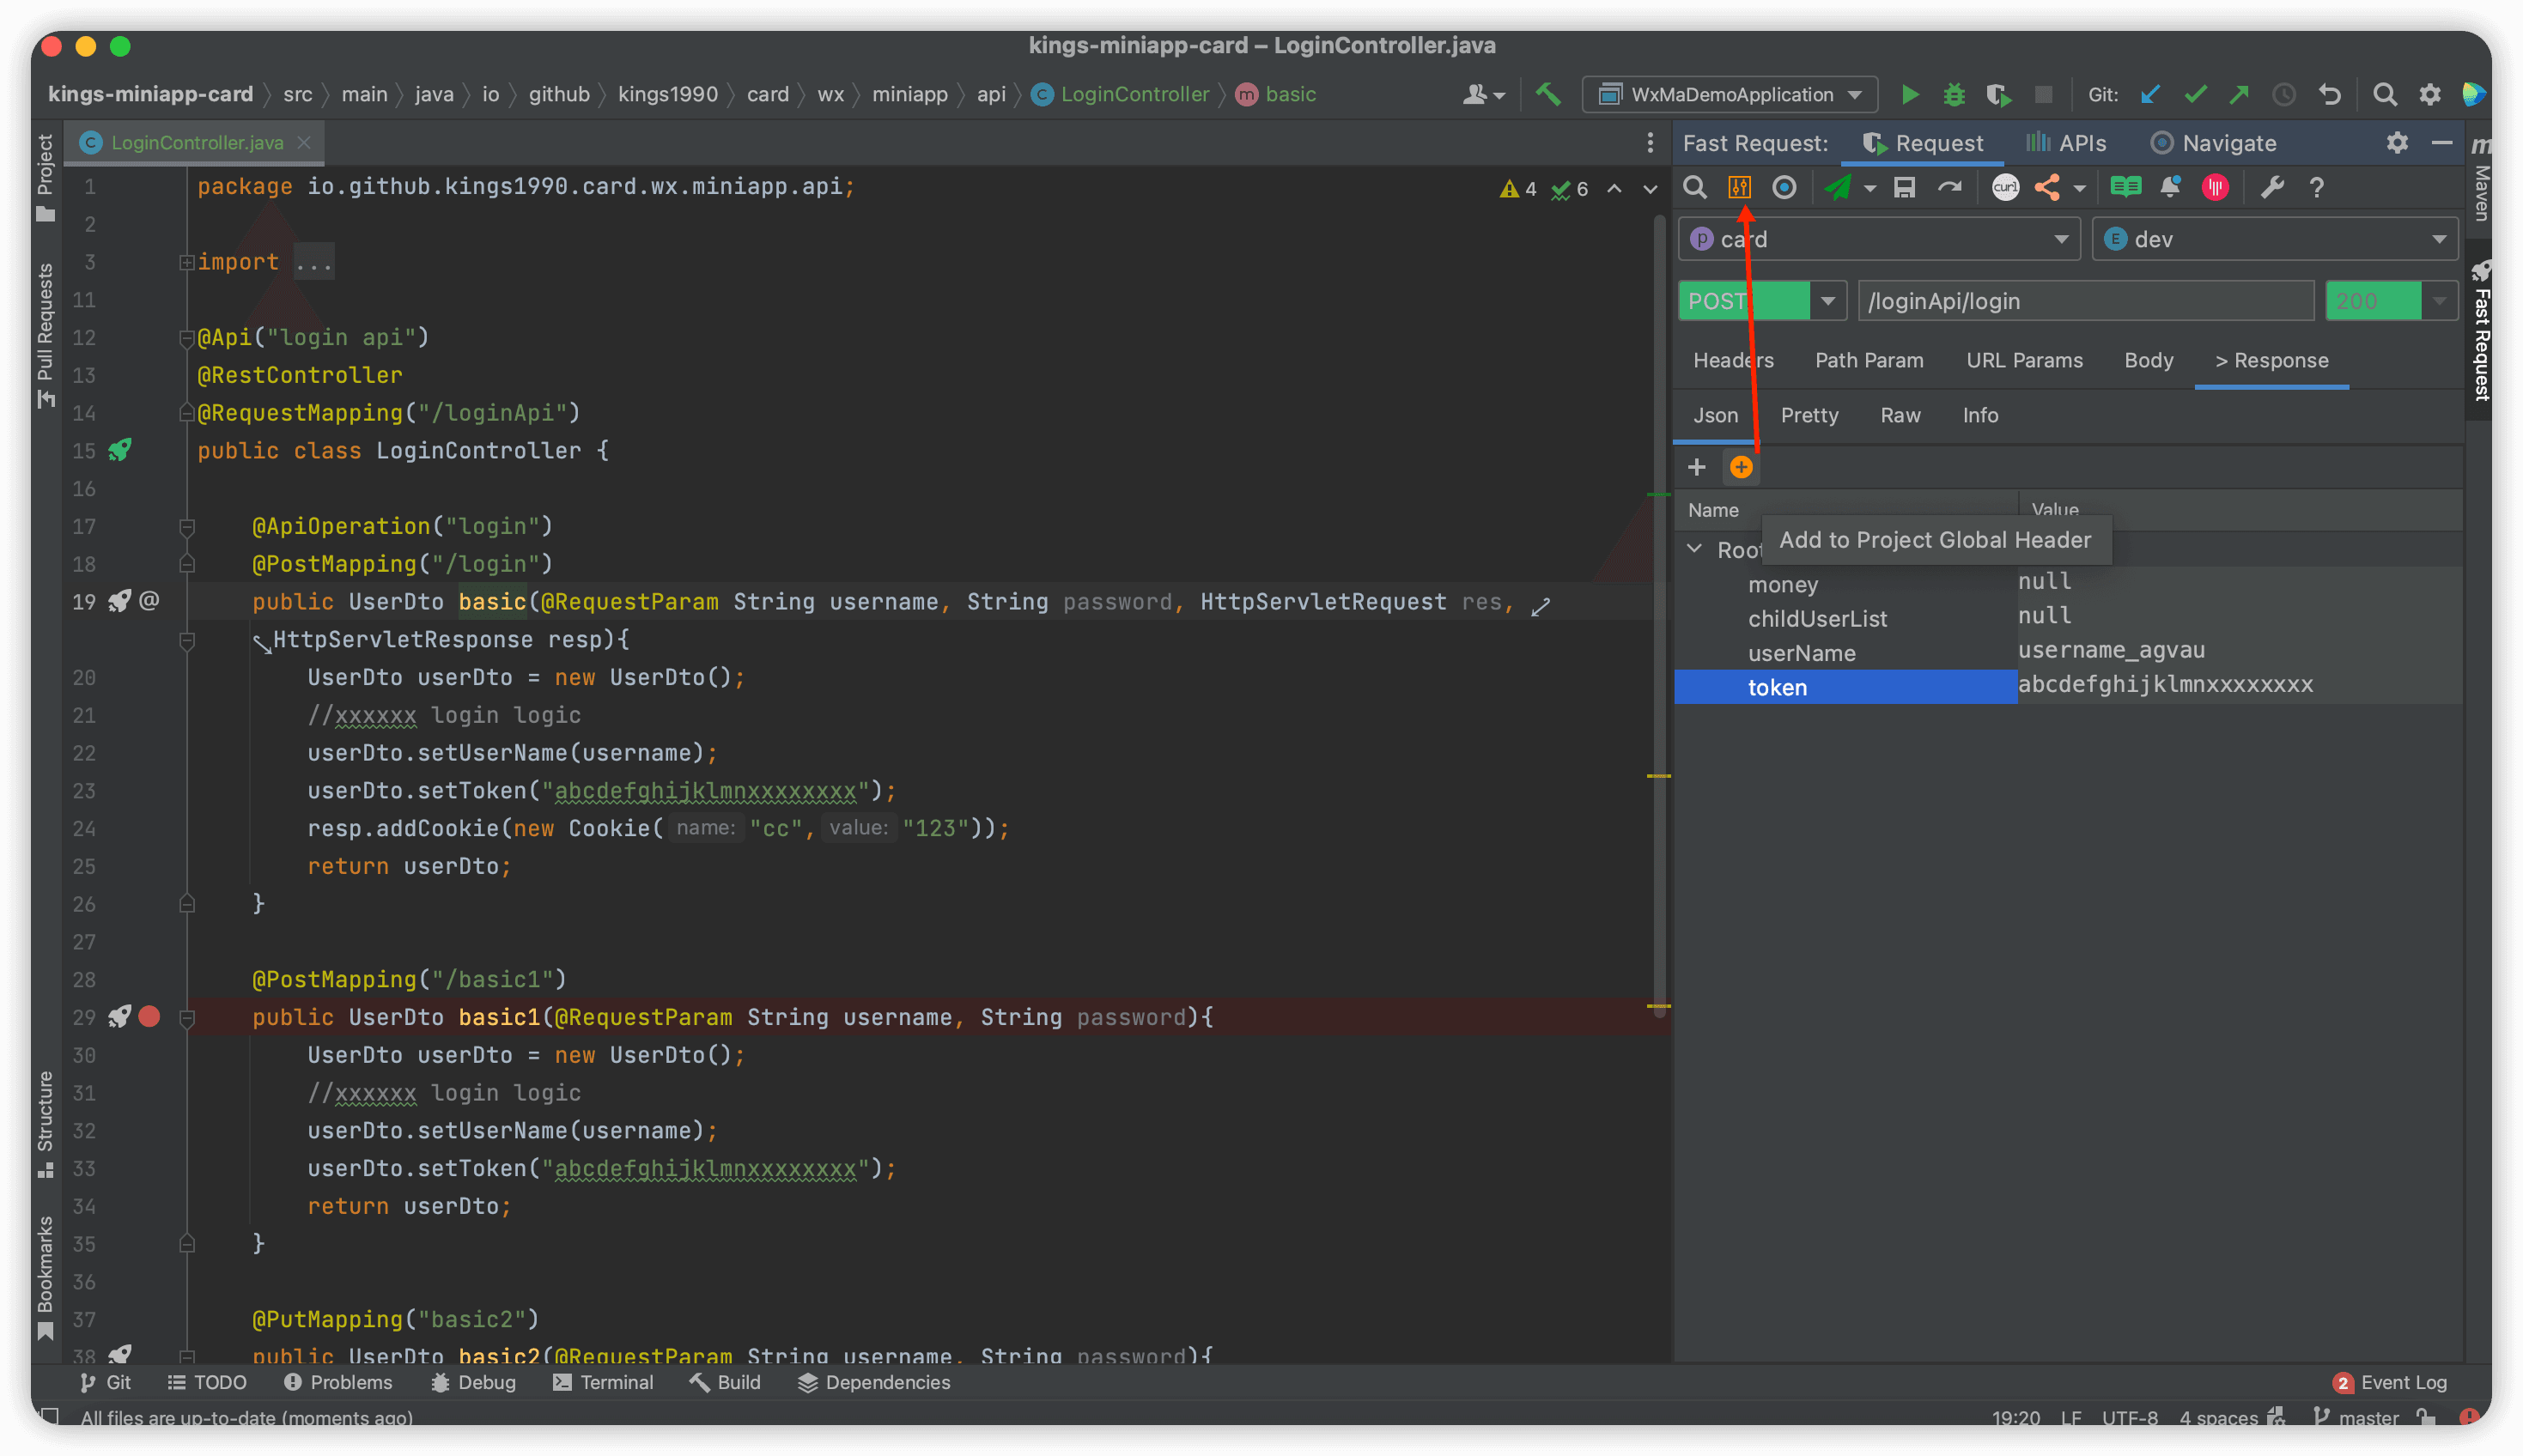 kings-miniapp-card – LoginController.java
kings-miniapp-card src main java io github kings1990 card wx miniapp api C LoginController m basic
WxMaDemoApplication
Git:
Project
Pull Requests
Structure
Bookmarks
C LoginController.java
4 6
1 package io.github.kings1990.card.wx.miniapp.api;
2
3 import ...
11
12 @Api("login api")
13 @RestController
14 @RequestMapping("/loginApi")
15 public class LoginController {
16
17 @ApiOperation("login")
18 @PostMapping("/login")
19 @ public UserDto basic(@RequestParam String username, String password, HttpServletRequest res,
HttpServletResponse resp){
20 UserDto userDto = new UserDto();
21 //xxxxxx login logic
22 userDto.setUserName(username);
23 userDto.setToken("abcdefghijklmnxxxxxxxx");
24 resp.addCookie(new Cookie( name: "cc", value: "123"));
25 return userDto;
26 }
27
28 @PostMapping("/basic1")
29 public UserDto basic1(@RequestParam String username, String password){
30 UserDto userDto = new UserDto();
31 //xxxxxx login logic
32 userDto.setUserName(username);
33 userDto.setToken("abcdefghijklmnxxxxxxxx");
34 return userDto;
35 }
36
37 @PutMapping("basic2")
38 public UserDto basic2(@RequestParam String username, String password){
Fast Request: Request APIs Navigate
curl ?
p card
E dev
POST /loginApi/login 200
Headers Path Param URL Params Body > Response
Json Pretty Raw Info
Name Value
Root
Add to Project Global Header
money null
childUserList null
userName username_agvau
token abcdefghijklmnxxxxxxxx
m Maven
Fast Request
Git TODO Problems Debug Terminal Build Dependencies 2 Event Log
All files are up-to-date (moments ago) 19:20 LF UTF-8 4 spaces master